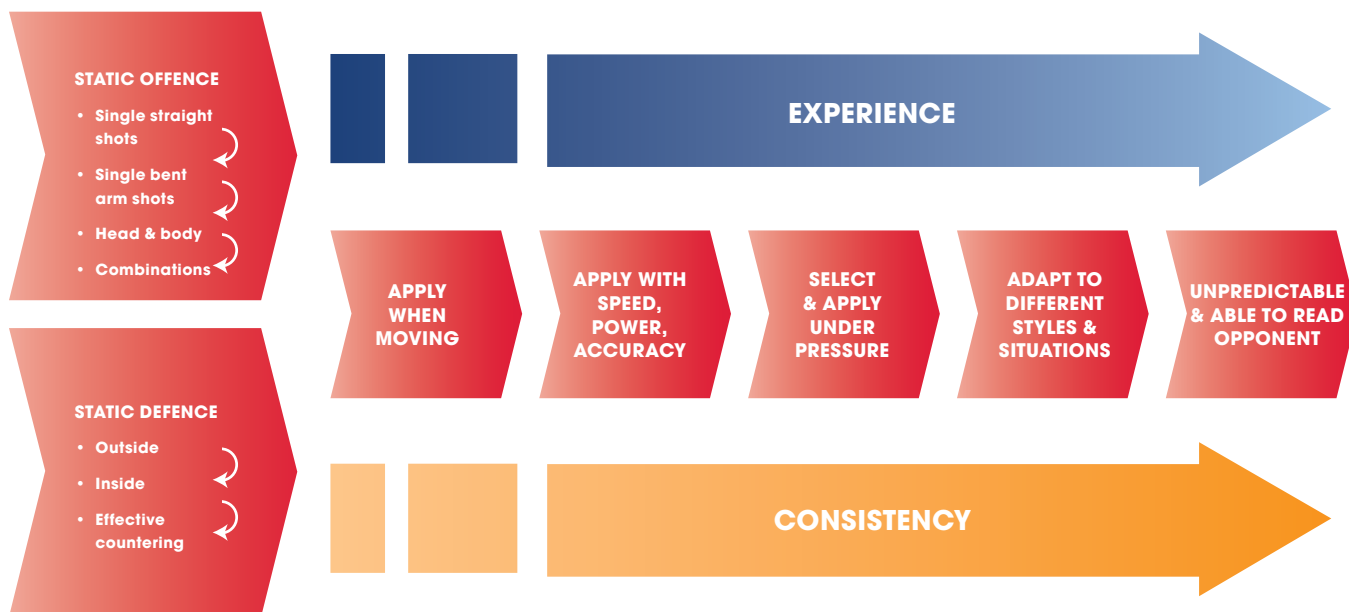 STATIC OFFENCE
• Single straight
shots
• Single bent
arm shots
• Head & body
• Combinations
STATIC DEFENCE
• Outside
• Inside
• Effective
countering
EXPERIENCE
APPLY
WHEN
MOVING
APPLY WITH
SPEED,
POWER,
ACCURACY
SELECT
& APPLY
UNDER
PRESSURE
ADAPT TO
DIFFERENT
STYLES &
SITUATIONS
UNPREDICTABLE
& ABLE TO READ
OPPONENT
CONSISTENCY